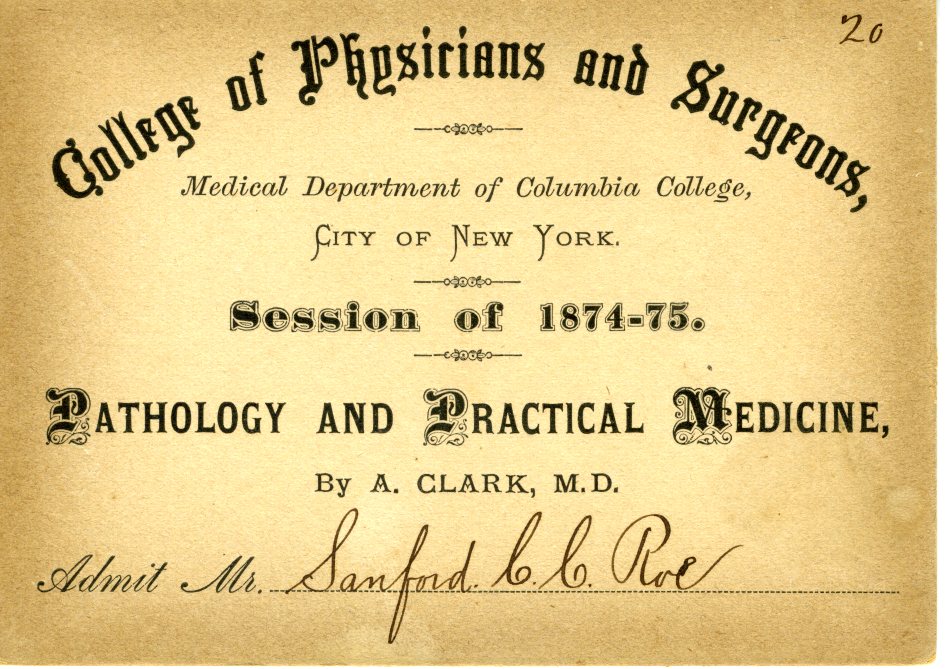 20
College of Physicians and Surgeons,
Medical Department of Columbia College,
CITY OF NEW YORK.
Session of 1874-75.
PATHOLOGY AND PRACTICAL MEDICINE,
By A. CLARK, M.D.
Admit Mr. Sanford. C. C. Roe